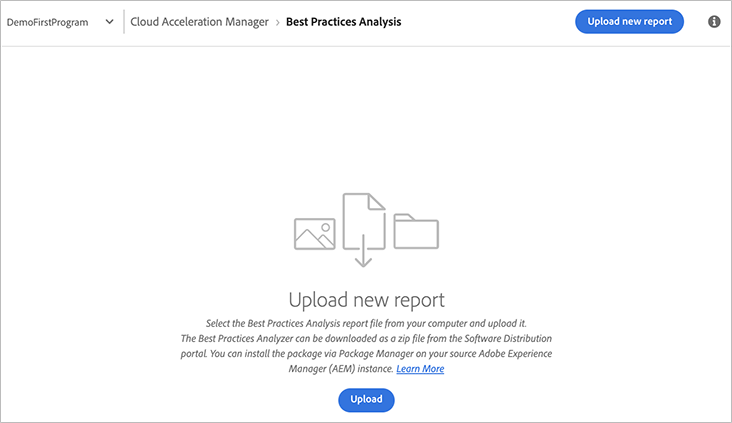 DemoFirstProgram
Cloud Acceleration Manager > Best Practices Analysis
Upload new report
Upload new report
Select the Best Practices Analysis report file from your computer and upload it.
The Best Practices Analyzer can be downloaded as a zip file from the Software Distribution
portal. You can install the package via Package Manager on your source Adobe Experience
Manager (AEM) instance. Learn More
Upload